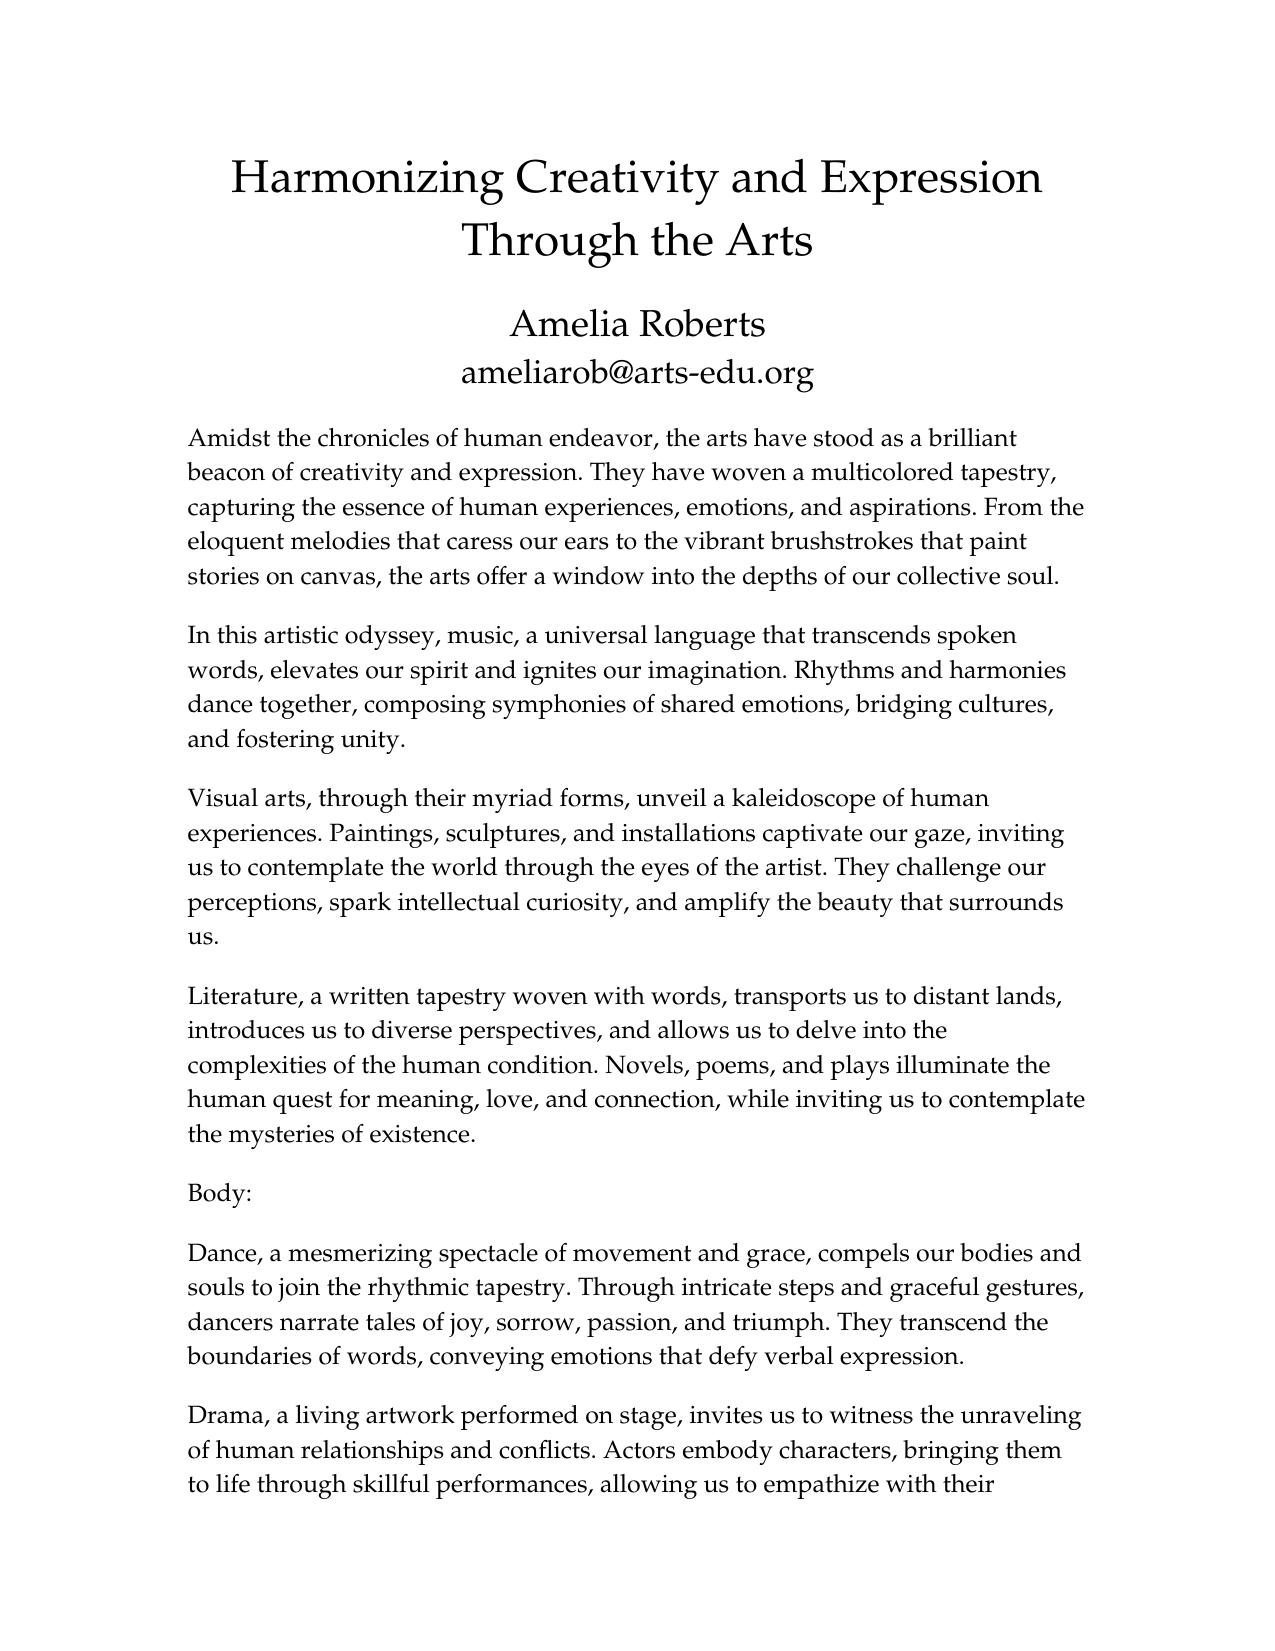 Harmonizing Creativity and Expression
Through the Arts
Amelia Roberts
ameliarob@arts-edu.org
Amidst the chronicles of human endeavor, the arts have stood as a brilliant
beacon of creativity and expression. They have woven a multicolored tapestry,
capturing the essence of human experiences, emotions, and aspirations. From the
eloquent melodies that caress our ears to the vibrant brushstrokes that paint
stories on canvas, the arts offer a window into the depths of our collective soul.
In this artistic odyssey, music, a universal language that transcends spoken
words, elevates our spirit and ignites our imagination. Rhythms and harmonies
dance together, composing symphonies of shared emotions, bridging cultures,
and fostering unity.
Visual arts, through their myriad forms, unveil a kaleidoscope of human
experiences. Paintings, sculptures, and installations captivate our gaze, inviting
us to contemplate the world through the eyes of the artist. They challenge our
perceptions, spark intellectual curiosity, and amplify the beauty that surrounds
us.
Literature, a written tapestry woven with words, transports us to distant lands,
introduces us to diverse perspectives, and allows us to delve into the
complexities of the human condition. Novels, poems, and plays illuminate the
human quest for meaning, love, and connection, while inviting us to contemplate
the mysteries of existence.
Body:
Dance, a mesmerizing spectacle of movement and grace, compels our bodies and
souls to join the rhythmic tapestry. Through intricate steps and graceful gestures,
dancers narrate tales of joy, sorrow, passion, and triumph. They transcend the
boundaries of words, conveying emotions that defy verbal expression.
Drama, a living artwork performed on stage, invites us to witness the unraveling
of human relationships and conflicts. Actors embody characters, bringing them
to life through skillful performances, allowing us to empathize with their